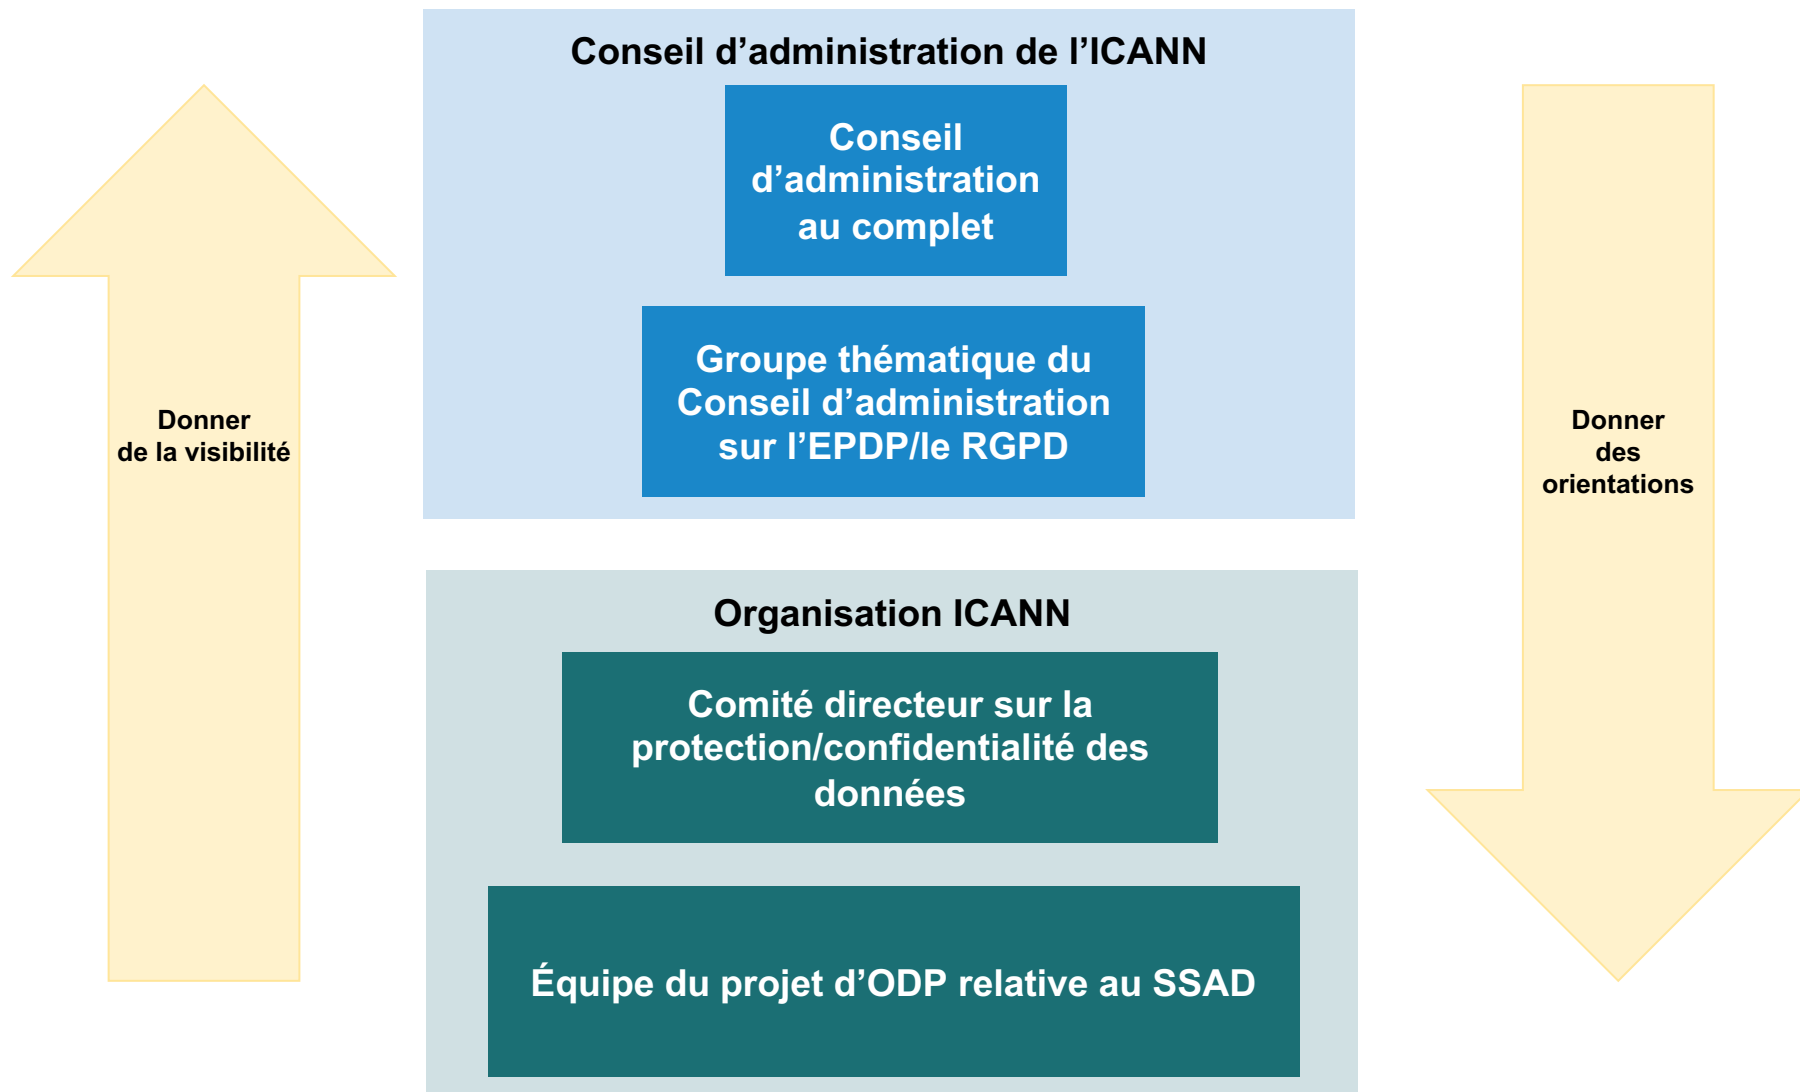 Conseil d’administration de l’ICANN
Conseil
d’administration
au complet
Groupe thématique du
Conseil d’administration
sur l’EPDP/le RGPD
Donner
de la visibilité
Donner
des
orientations
Organisation ICANN
Comité directeur sur la
protection/confidentialité des
données
Équipe du projet d’ODP relative au SSAD